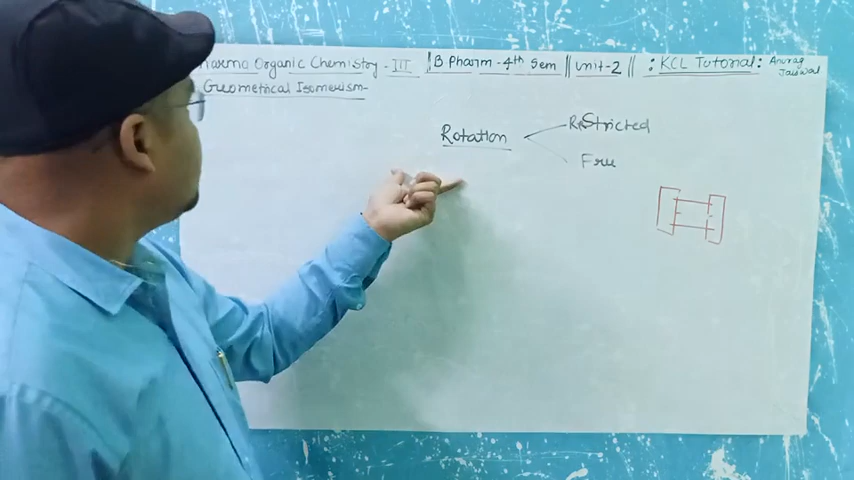 Pharma Organic Chemistry - III || B Pharm - 4th Sem || Unit-2 || : KCL Tutorial : Anurag Jaiswal
Geometrical Isomerism-
Rotation
Restricted
Free